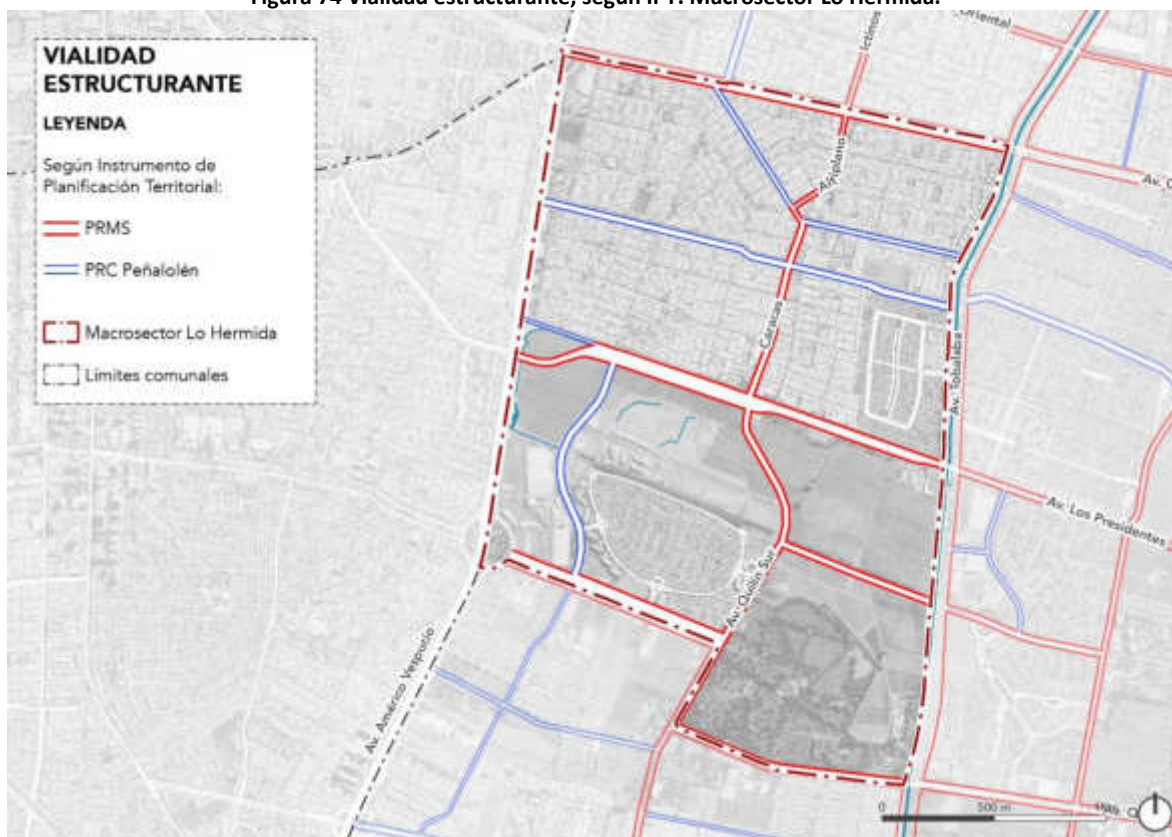 Figura 74 Vialidad estructurante, según IPT. Macrosector Lo Hermida.
VIALIDAD
ESTRUCTURANTE
LEYENDA
Según Instrumento de
Planificación Territorial:
PRMS
PRC Peñalolén
Macrosector Lo Hermida
Límites comunales
Oriental
Altiplano
Av.
Caracas
Av. Tobalaba
Av. Los Presidentes
Av. Quilín Sur
Av. Américo Vespucio
0
500 m
Av.